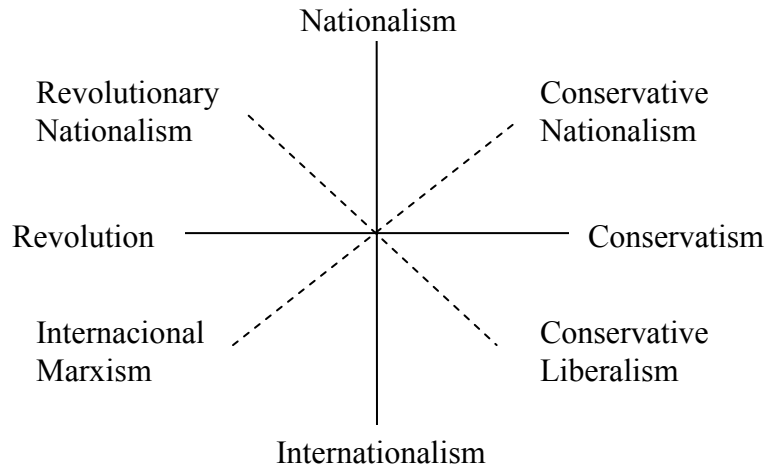 Nationalism
Revolutionary
Nationalism
Conservative
Nationalism
Revolution
Conservatism
Internacional
Marxism
Conservative
Liberalism
Internationalism